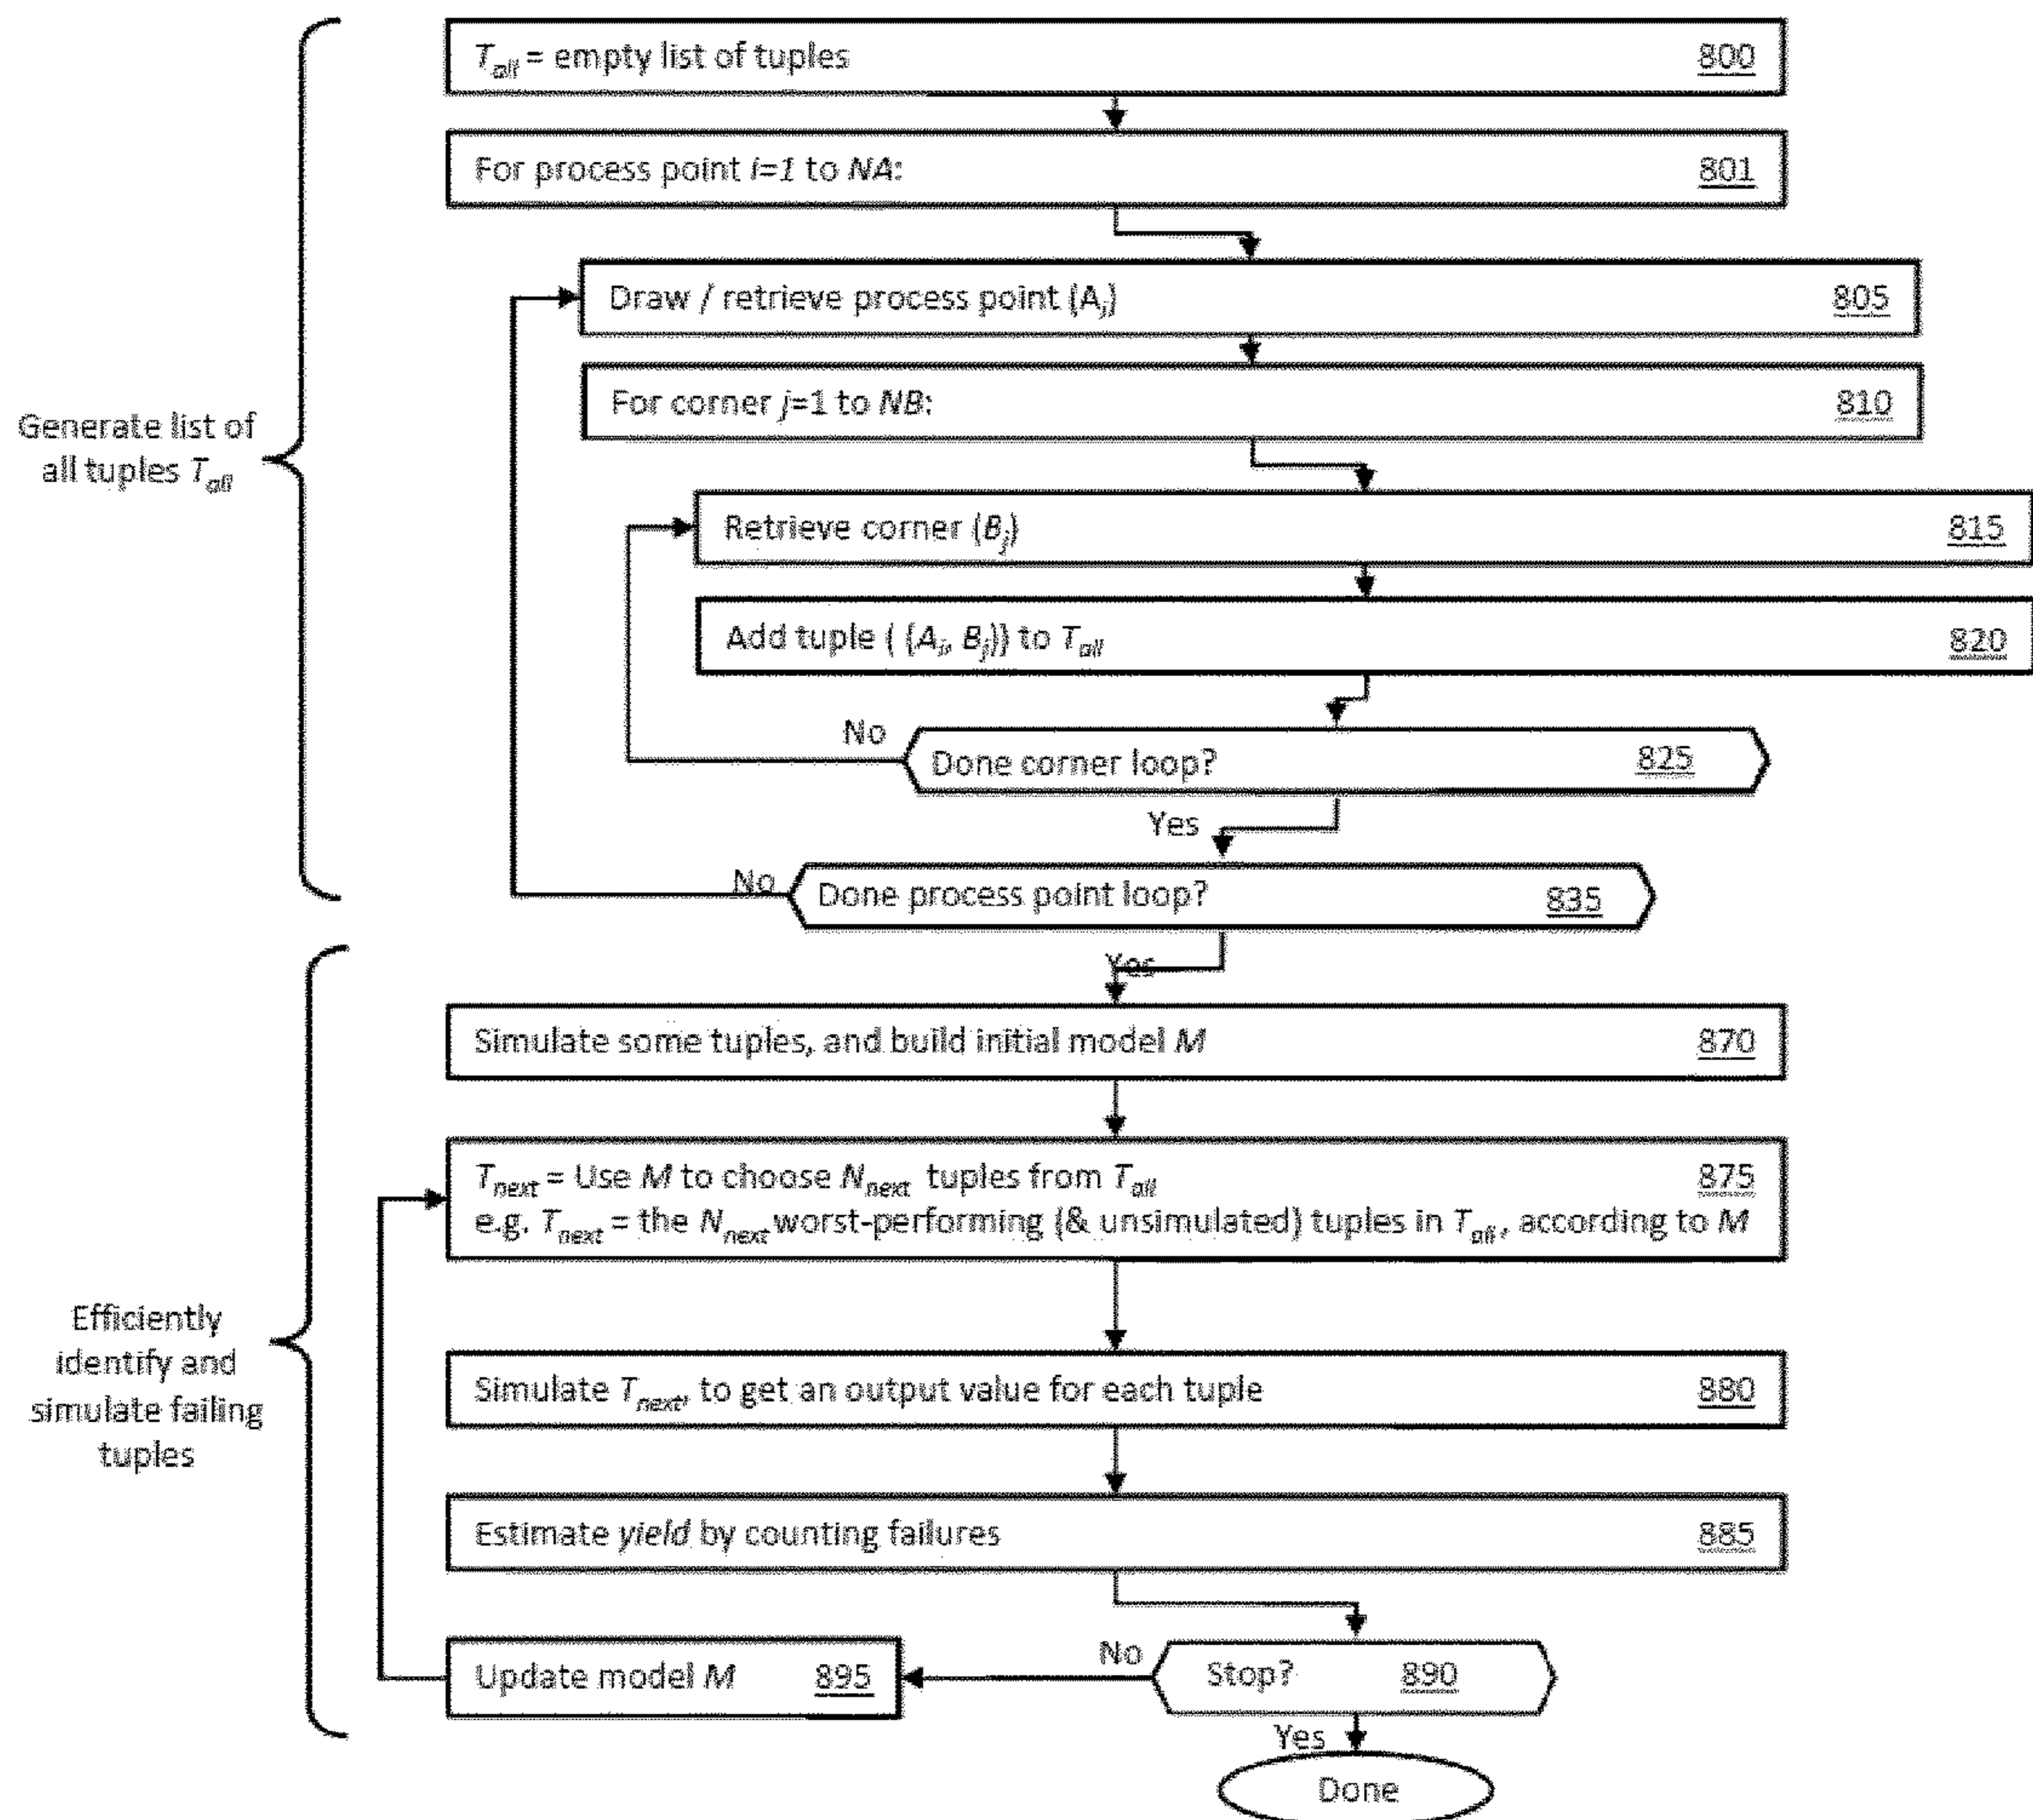 T_all = empty list of tuples 800
For process point i=1 to NA: 801
Draw / retrieve process point (A_i) 805
For corner j=1 to NB: 810
Generate list of
all tuples T_all
Retrieve corner (B_j) 815
Add tuple ( (A_i, B_j)) to T_all 820
No
Done corner loop? 825
Yes
No
Done process point loop? 835
Yes
Simulate some tuples, and build initial model M 870
T_next = Use M to choose N_next tuples from T_all 875
e.g. T_next = the N_next worst-performing (& unsimulated) tuples in T_all, according to M
Efficiently
identify and
simulate failing
tuples
Simulate T_next, to get an output value for each tuple 880
Estimate yield by counting failures 885
No
Stop? 890
Update model M 895
Yes
Done